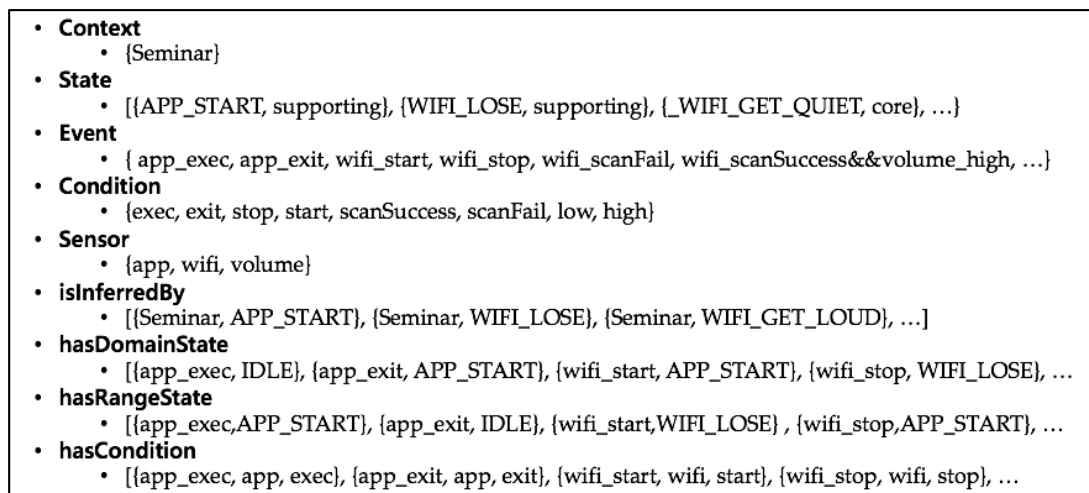 • Context
• {Seminar}
• State
• [{APP_START, supporting}, {WIFI_LOSE, supporting}, {_WIFI_GET_QUIET, core}, …}
• Event
• { app_exec, app_exit, wifi_start, wifi_stop, wifi_scanFail, wifi_scanSuccess&&volume_high, …}
• Condition
• {exec, exit, stop, start, scanSuccess, scanFail, low, high}
• Sensor
• {app, wifi, volume}
• isInferredBy
• [{Seminar, APP_START}, {Seminar, WIFI_LOSE}, {Seminar, WIFI_GET_LOUD}, …]
• hasDomainState
• [{app_exec, IDLE}, {app_exit, APP_START}, {wifi_start, APP_START}, {wifi_stop, WIFI_LOSE}, …
• hasRangeState
• [{app_exec,APP_START}, {app_exit, IDLE}, {wifi_start,WIFI_LOSE} , {wifi_stop,APP_START}, …
• hasCondition
• [{app_exec, app, exec}, {app_exit, app, exit}, {wifi_start, wifi, start}, {wifi_stop, wifi, stop}, …